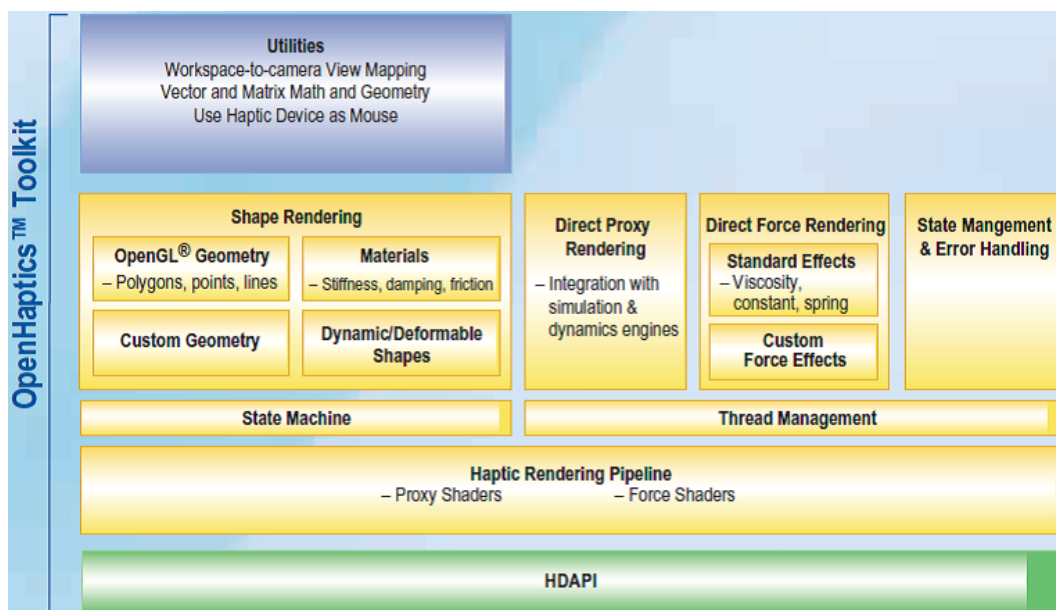 OpenHaptics™ Toolkit
Utilities
Workspace-to-camera View Mapping
Vector and Matrix Math and Geometry
Use Haptic Device as Mouse
Shape Rendering
OpenGL® Geometry
– Polygons, points, lines
Materials
– Stiffness, damping, friction
Custom Geometry
Dynamic/Deformable
Shapes
Direct Proxy
Rendering
– Integration with
simulation &
dynamics engines
Direct Force Rendering
Standard Effects
– Viscosity,
constant, spring
Custom
Force Effects
State Mangement
& Error Handling
State Machine
Thread Management
Haptic Rendering Pipeline
– Proxy Shaders – Force Shaders
HDAPI